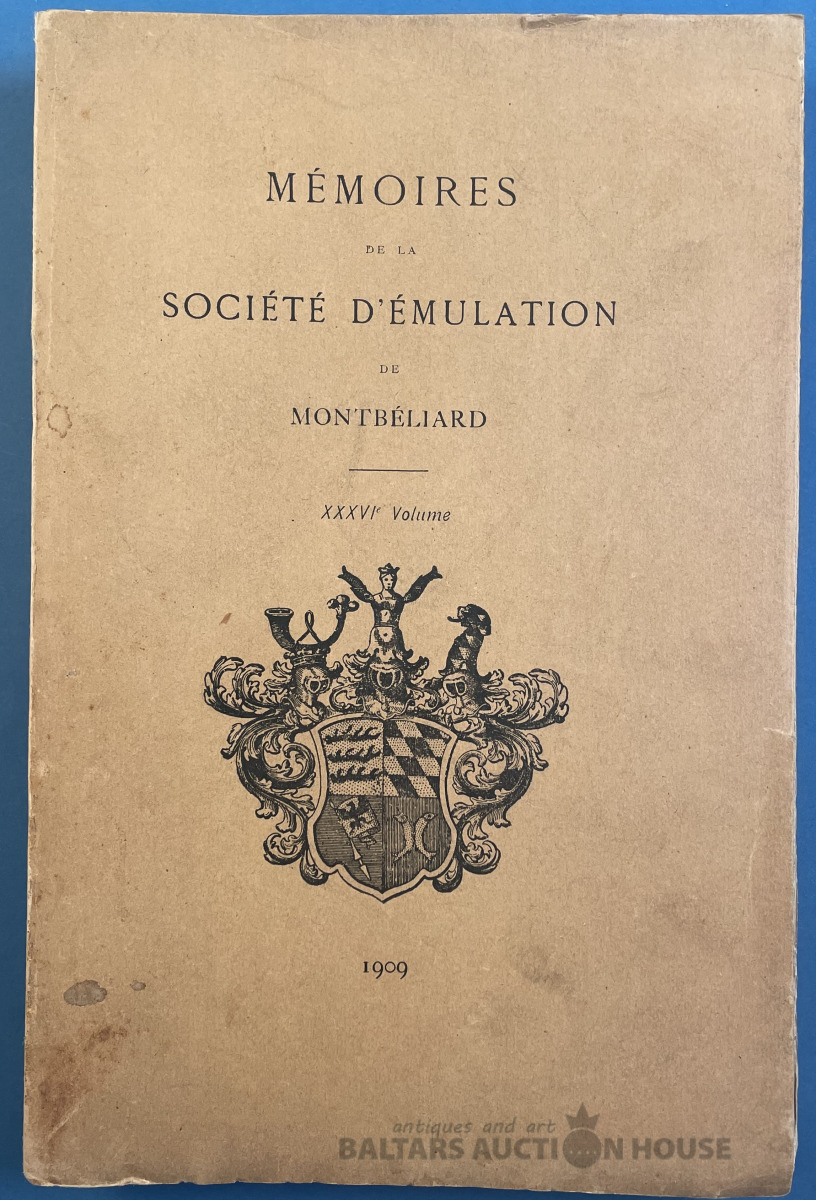 MÉMOIRES
DE LA
SOCIÉTÉ D'ÉMULATION
DE
MONTBÉLIARD
XXXVIe Volume
1909
antiques and art
BALTARS AUCTION HOUSE